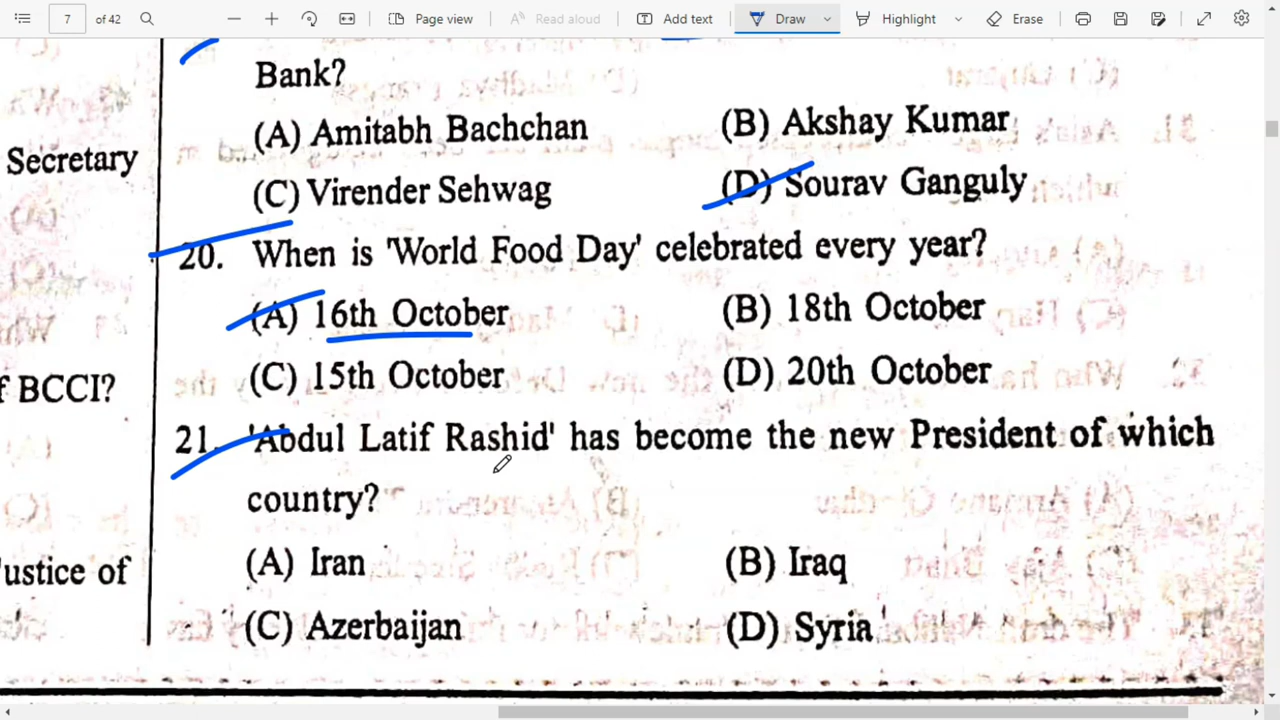 7 of 42 Page view Read aloud Add text Draw Highlight Erase
Secretary
f BCCI?
ustice of
Bank?
(A) Amitabh Bachchan (B) Akshay Kumar
(C) Virender Sehwag (D) Sourav Ganguly
20. When is 'World Food Day' celebrated every year?
(A) 16th October (B) 18th October
(C) 15th October (D) 20th October
21. 'Abdul Latif Rashid' has become the new President of which
country?
(A) Iran (B) Iraq
(C) Azerbaijan (D) Syria